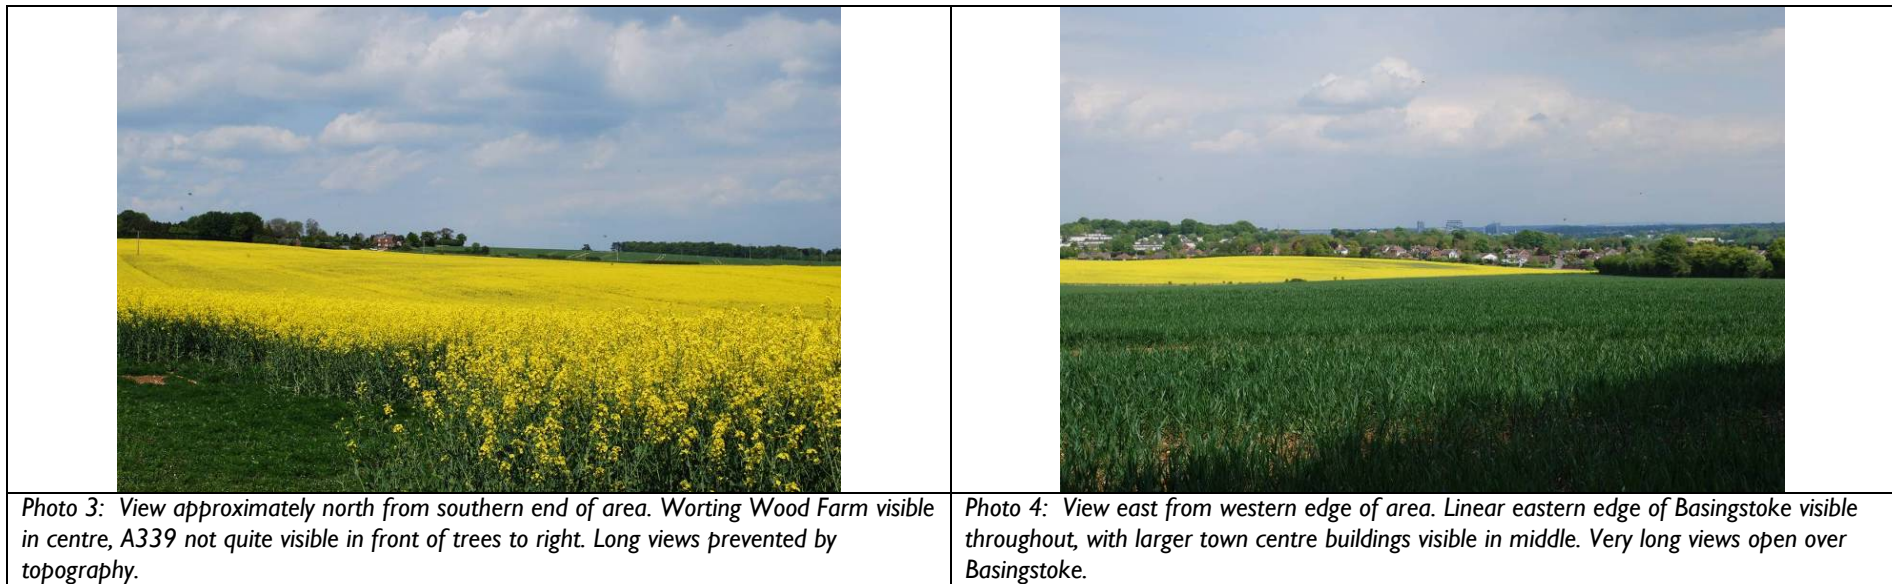 Photo 3: View approximately north from southern end of area. Worting Wood Farm visible
in centre, A339 not quite visible in front of trees to right. Long views prevented by
topography.
Photo 4: View east from western edge of area. Linear eastern edge of Basingstoke visible
throughout, with larger town centre buildings visible in middle. Very long views open over
Basingstoke.